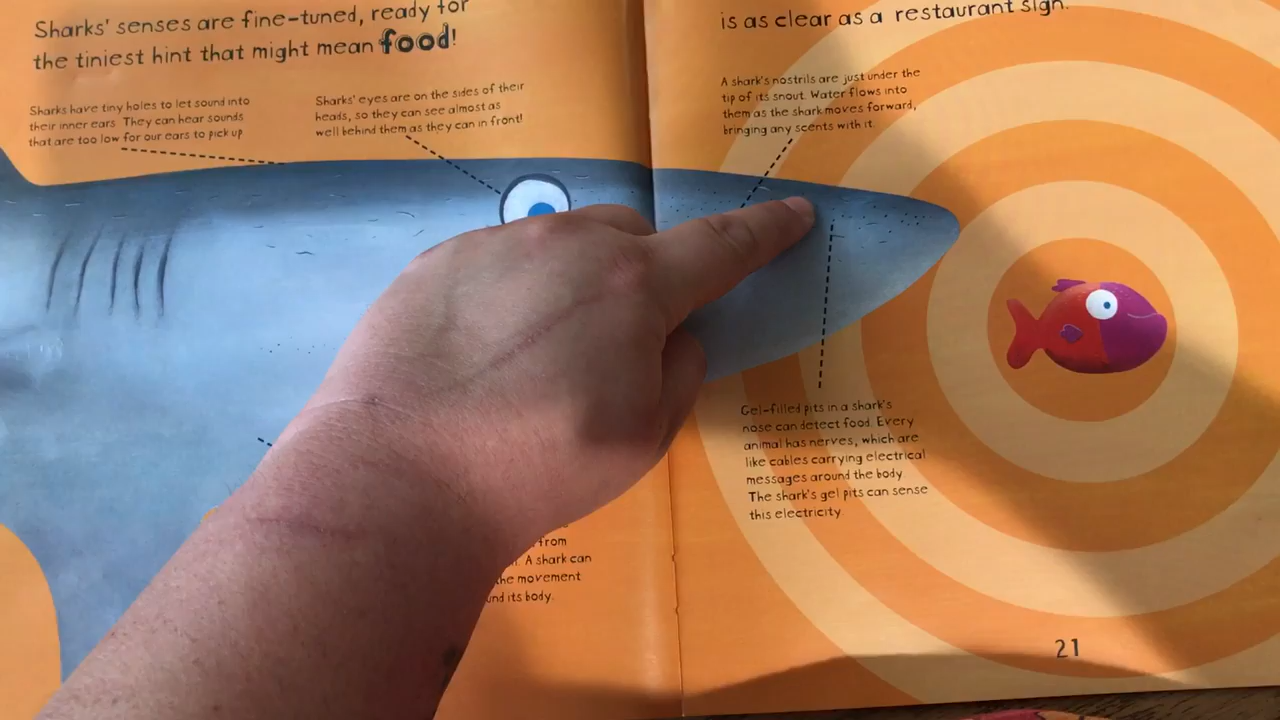 Sharks' senses are fine-tuned, ready for
the tiniest hint that might mean food!
Sharks have tiny holes to let sound into
their inner ears. They can hear sounds
that are too low for our ears to pick up
Sharks' eyes are on the sides of their
heads, so they can see almost as
well behind them as they can in front!
from
A shark can
the movement
its body.
is as clear as a restaurant sign.
A shark's nostrils are just under the
tip of its snout. Water flows into
them as the shark moves forward,
bringing any scents with it.
Gel-filled pits in a shark's
nose can detect food. Every
animal has nerves, which are
like cables carrying electrical
messages around the body.
The shark's gel pits can sense
this electricity
21